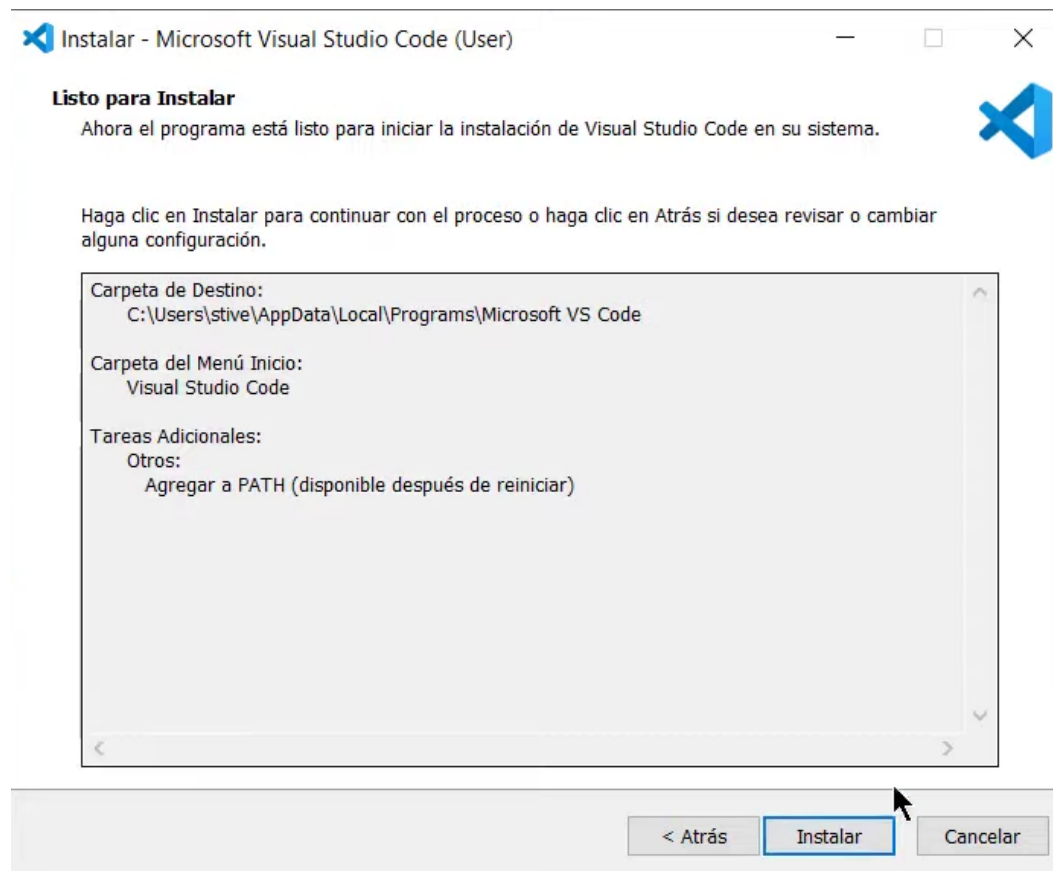 Instalar - Microsoft Visual Studio Code (User)
Listo para Instalar
Ahora el programa está listo para iniciar la instalación de Visual Studio Code en su sistema.
Haga clic en Instalar para continuar con el proceso o haga clic en Atrás si desea revisar o cambiar
alguna configuración.
Carpeta de Destino:
C:\Users\stive\AppData\Local\Programs\Microsoft VS Code
Carpeta del Menú Inicio:
Visual Studio Code
Tareas Adicionales:
Otros:
Agregar a PATH (disponible después de reiniciar)
< Atrás
Instalar
Cancelar